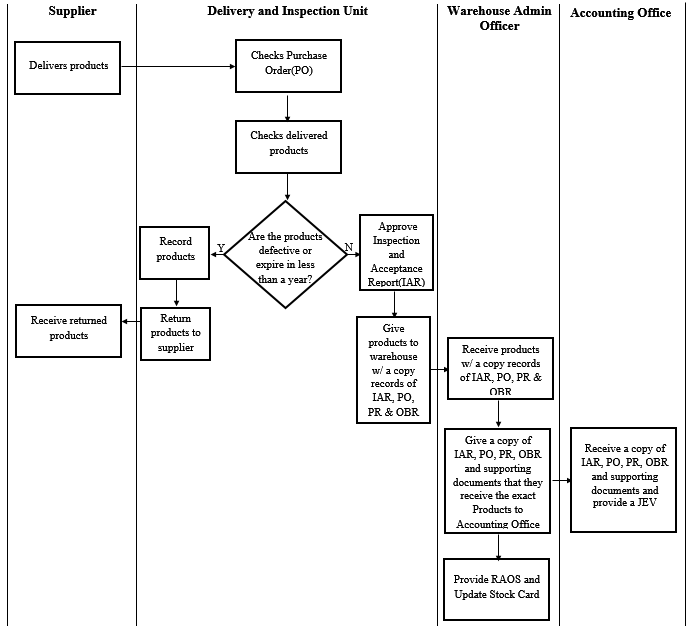 Supplier
Delivery and Inspection Unit
Warehouse Admin
Officer
Accounting Office
Delivers products
Checks Purchase
Order(PO)
Checks delivered
products
Are the products
defective or
expire in less
than a year?
Y
N
Record
products
Approve
Inspection
and
Acceptance
Report(IAR)
Return
products to
supplier
Receive returned
products
Give
products to
warehouse
w/ a copy
records of
IAR, PO,
PR & OBR
Receive products
w/ a copy records
of IAR, PO, PR &
OBR
Give a copy of
IAR, PO, PR, OBR
and supporting
documents that they
receive the exact
Products to
Accounting Office
Receive a copy of
IAR, PO, PR, OBR
and supporting
documents and
provide a JEV
Provide RAOS and
Update Stock Card